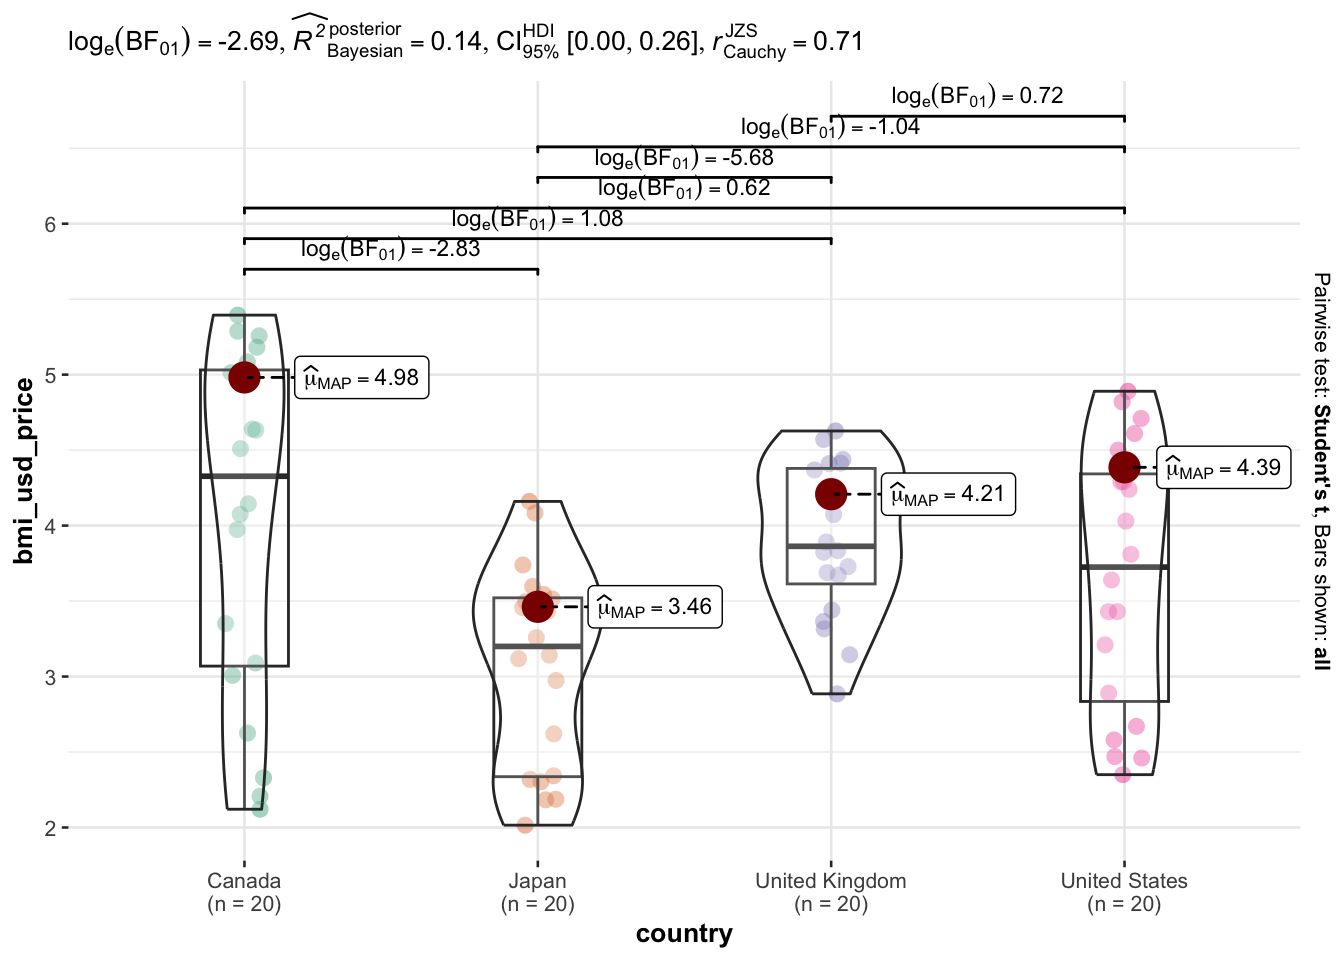 logₑ(BF₀₁) = -2.69, R̂² posterior Bayesian = 0.14, CI HDI 95% [0.00, 0.26], r JZS Cauchy = 0.71
logₑ(BF₀₁) = 0.72
logₑ(BF₀₁) = -1.04
logₑ(BF₀₁) = -5.68
logₑ(BF₀₁) = 0.62
logₑ(BF₀₁) = 1.08
logₑ(BF₀₁) = -2.83
6
5
4
3
2
bmi_usd_price
μ̂MAP = 4.98
μ̂MAP = 3.46
μ̂MAP = 4.21
μ̂MAP = 4.39
Pairwise test: Student's t, Bars shown: all
Canada
(n = 20)
Japan
(n = 20)
United Kingdom
(n = 20)
United States
(n = 20)
country